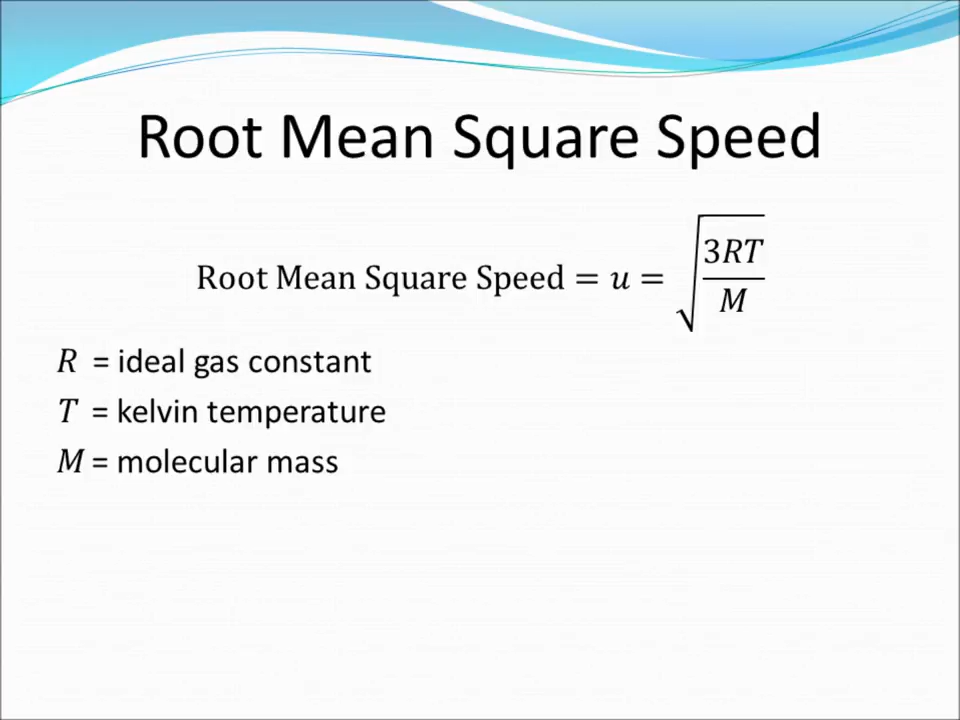 Root Mean Square Speed
Root Mean Square Speed = u = √(3RT/M)
R = ideal gas constant
T = kelvin temperature
M = molecular mass